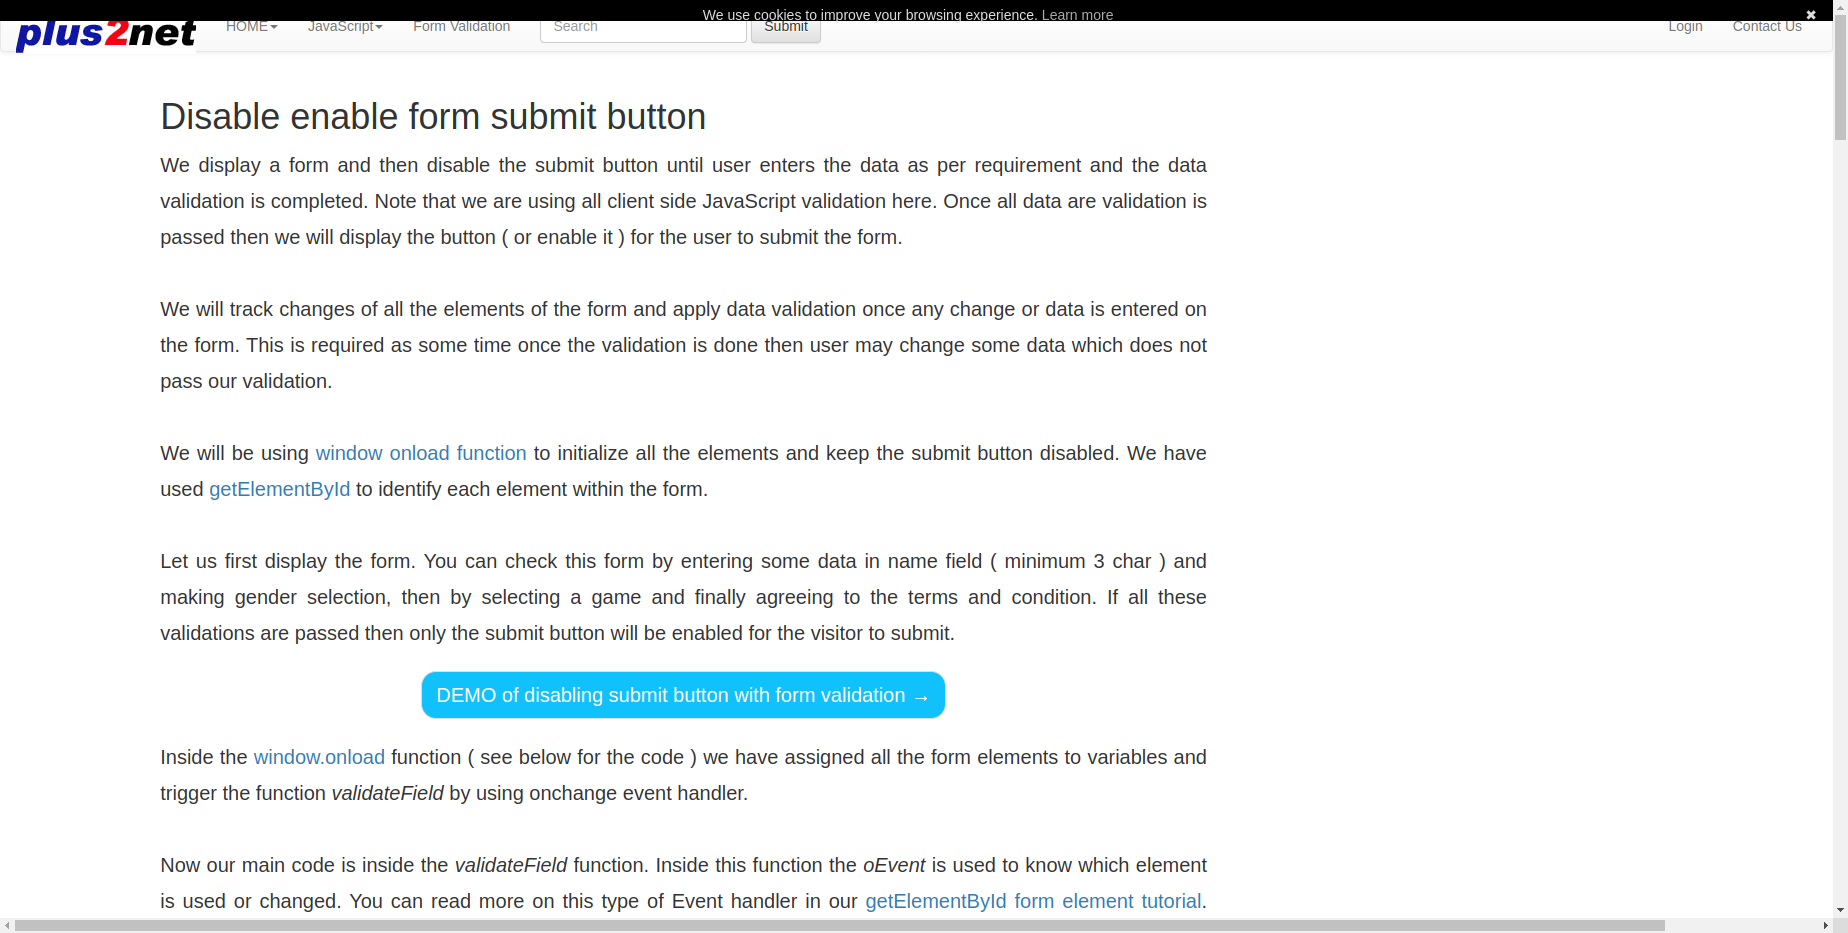 We use cookies to improve your browsing experience. Learn more ✖
plus2net HOME JavaScript Form Validation Search Submit Login Contact Us
Disable enable form submit button
We display a form and then disable the submit button until user enters the data as per requirement and the data
validation is completed. Note that we are using all client side JavaScript validation here. Once all data are validation is
passed then we will display the button ( or enable it ) for the user to submit the form.
We will track changes of all the elements of the form and apply data validation once any change or data is entered on
the form. This is required as some time once the validation is done then user may change some data which does not
pass our validation.
We will be using window onload function to initialize all the elements and keep the submit button disabled. We have
used getElementById to identify each element within the form.
Let us first display the form. You can check this form by entering some data in name field ( minimum 3 char ) and
making gender selection, then by selecting a game and finally agreeing to the terms and condition. If all these
validations are passed then only the submit button will be enabled for the visitor to submit.
DEMO of disabling submit button with form validation →
Inside the window.onload function ( see below for the code ) we have assigned all the form elements to variables and
trigger the function validateField by using onchange event handler.
Now our main code is inside the validateField function. Inside this function the oEvent is used to know which element
is used or changed. You can read more on this type of Event handler in our getElementById form element tutorial.